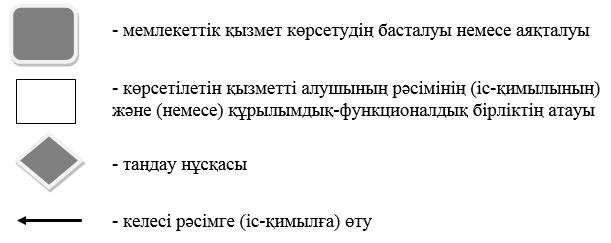 - мемлекеттік қызмет көрсетудің басталуы немесе аяқталуы
- көрсетілетін қызметті алушының рәсімінің (іс-қимылының)
және (немесе) құрылымдық-функционалдық бірліктің атауы
- таңдау нұсқасы
- келесі рәсімге (іс-қимылға) өту